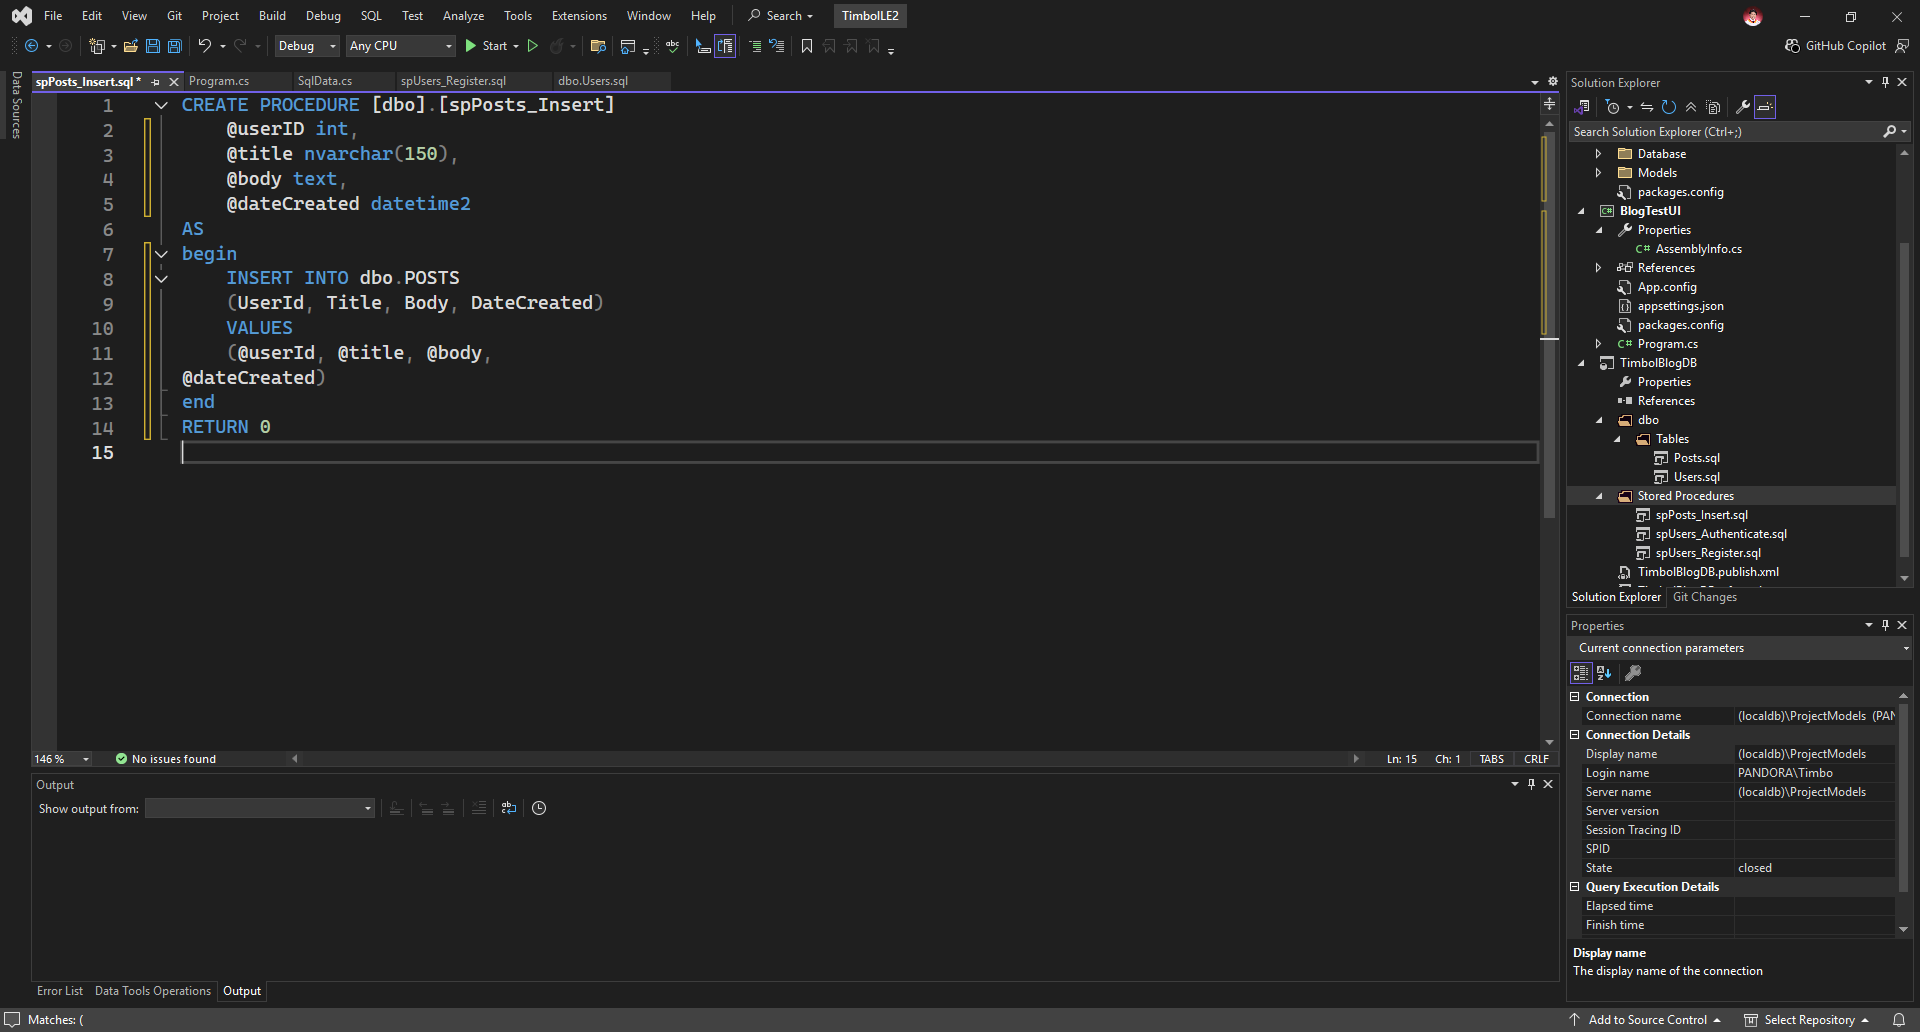 File Edit View Git Project Build Debug SQL Test Analyze Tools Extensions Window Help Search TimbolLE2
Debug Any CPU Start GitHub Copilot
Data Sources
spPosts_Insert.sql* Program.cs SqlData.cs spUsers_Register.sql dbo.Users.sql
1 CREATE PROCEDURE [dbo].[spPosts_Insert]
2 @userID int,
3 @title nvarchar(150),
4 @body text,
5 @dateCreated datetime2
6 AS
7 begin
8 INSERT INTO dbo.POSTS
9 (UserId, Title, Body, DateCreated)
10 VALUES
11 (@userId, @title, @body,
12 @dateCreated)
13 end
14 RETURN 0
15
146 % No issues found Ln: 15 Ch: 1 TABS CRLF
Output
Show output from:
Error List Data Tools Operations Output
Solution Explorer
Search Solution Explorer (Ctrl+;)
Database
Models
packages.config
C# BlogTestUI
Properties
C# AssemblyInfo.cs
References
App.config
appsettings.json
packages.config
C# Program.cs
TimbolBlogDB
Properties
References
dbo
Tables
Posts.sql
Users.sql
Stored Procedures
spPosts_Insert.sql
spUsers_Authenticate.sql
spUsers_Register.sql
TimbolBlogDB.publish.xml
Solution Explorer Git Changes
Properties
Current connection parameters
Connection
Connection name (localdb)\ProjectModels (PAN
Connection Details
Display name (localdb)\ProjectModels
Login name PANDORA\Timbo
Server name (localdb)\ProjectModels
Server version
Session Tracing ID
SPID
State closed
Query Execution Details
Elapsed time
Finish time
Display name
The display name of the connection
Matches: ( Add to Source Control Select Repository